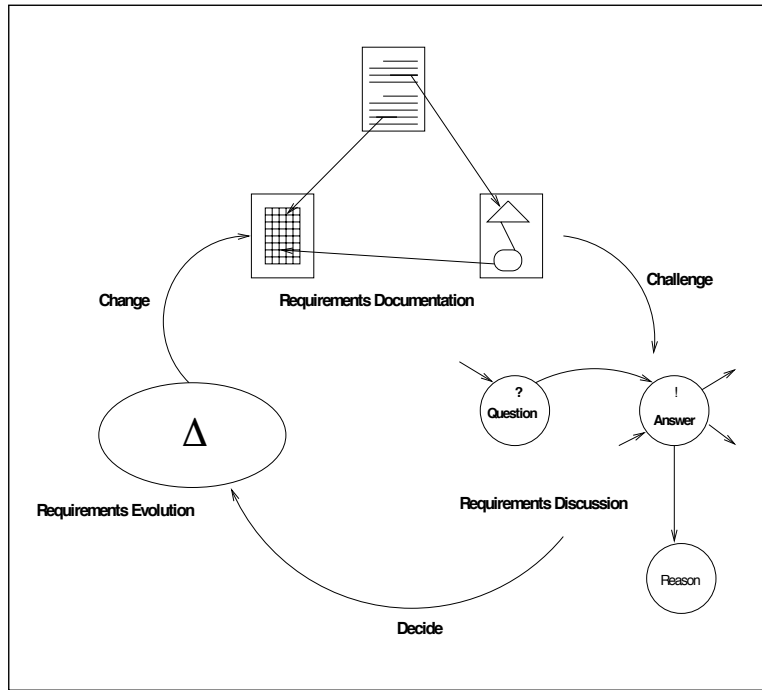 Requirements Documentation
Change
Challenge
?
Question
!
Answer
Δ
Requirements Evolution
Requirements Discussion
Reason
Decide